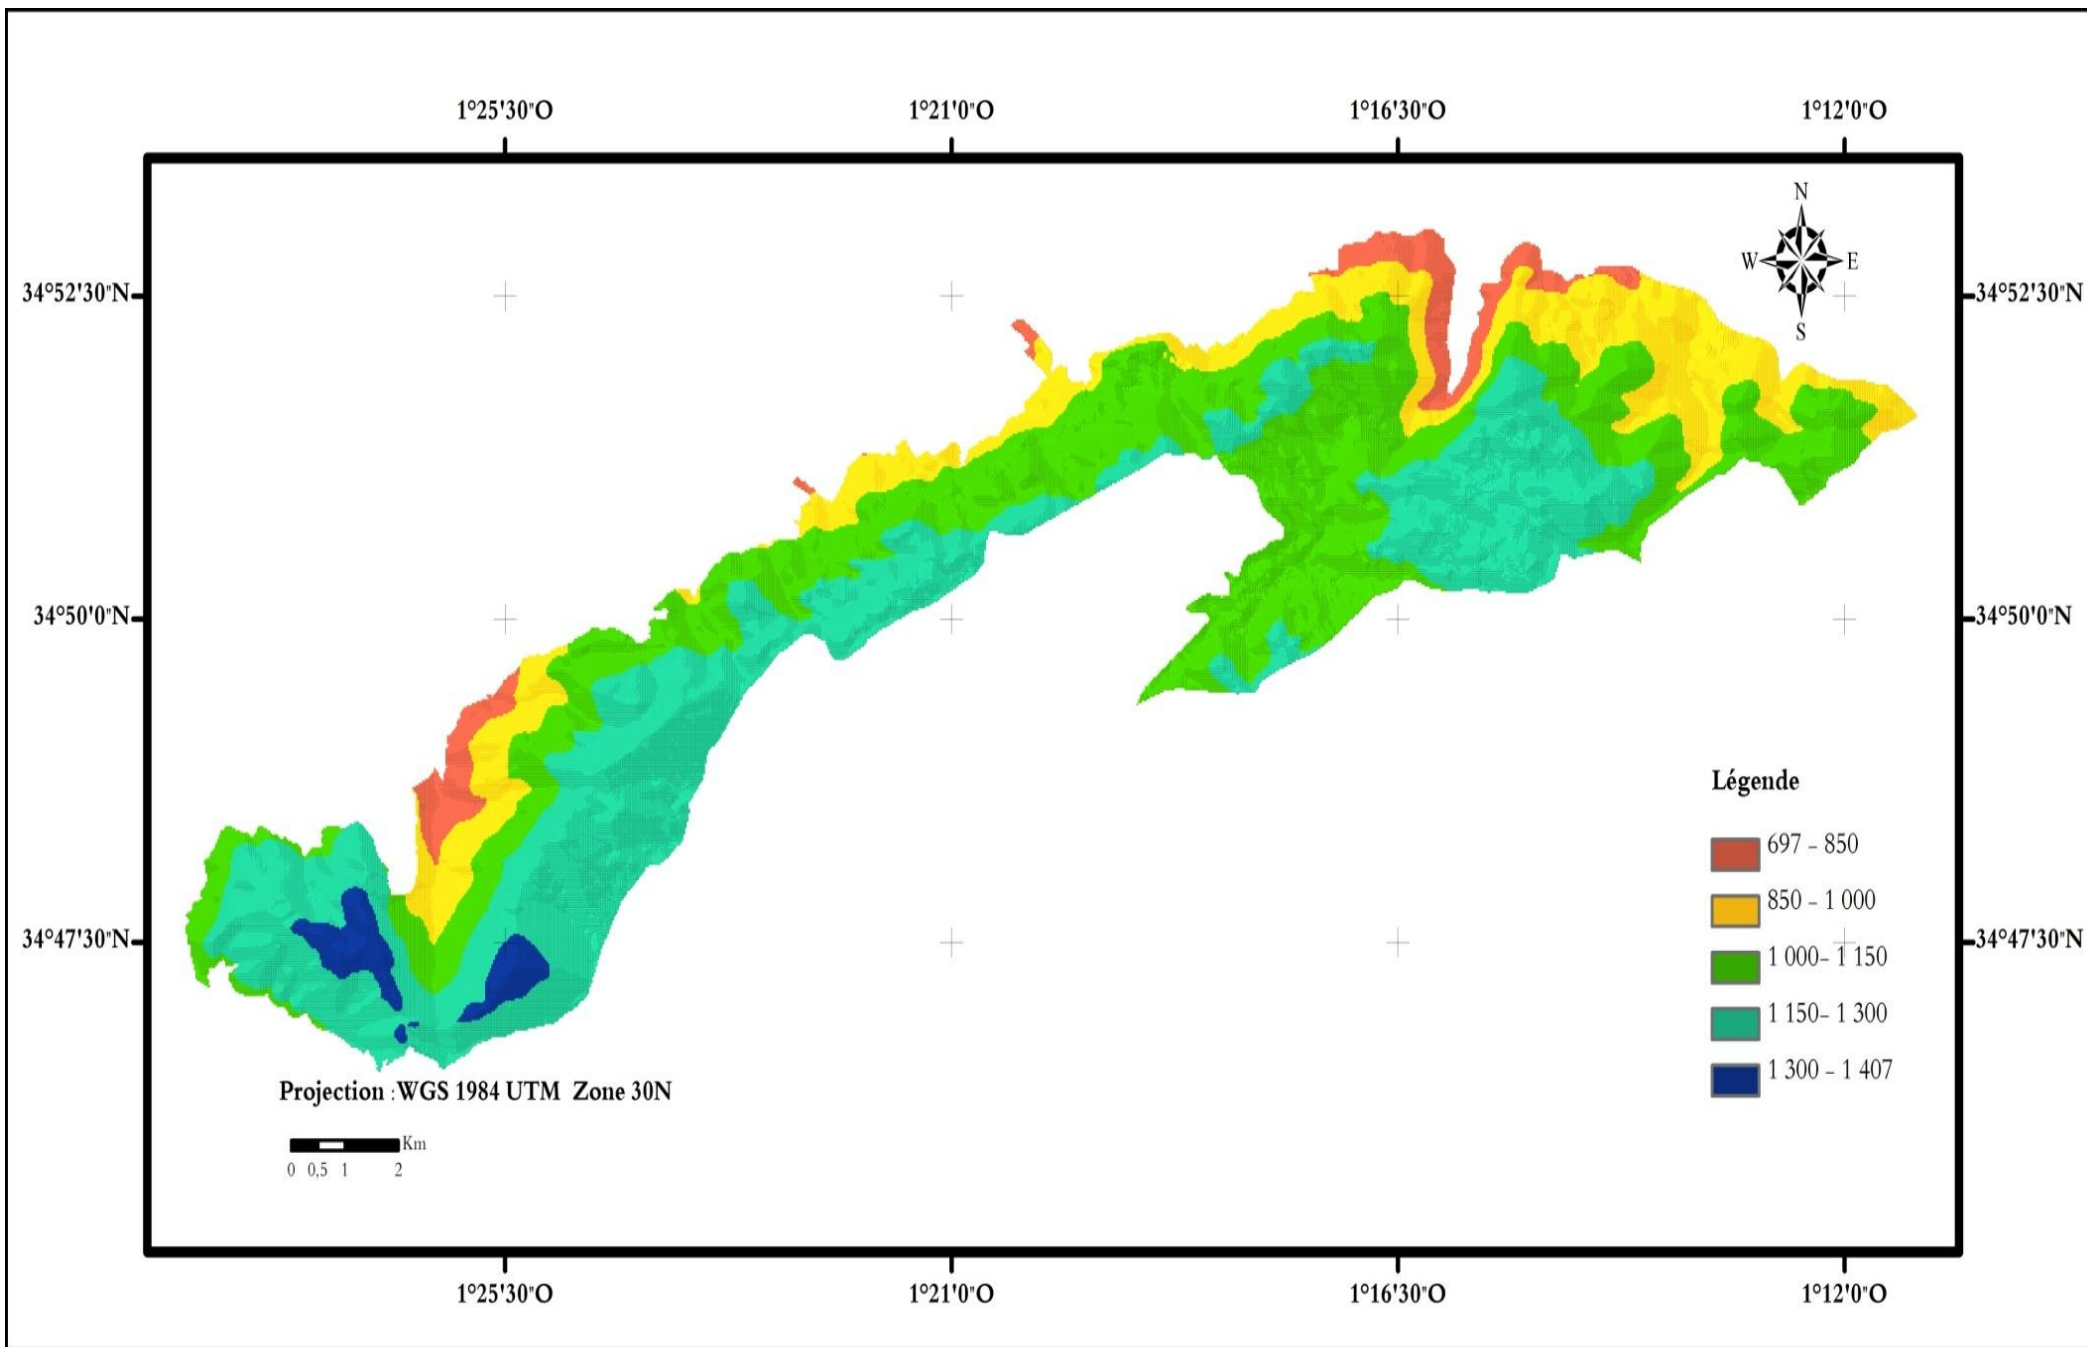 1°25'30"O 1°21'0"O 1°16'30"O 1°12'0"O
N
W E
S
34°52'30"N 34°52'30"N
34°50'0"N 34°50'0"N
Légende
697 - 850
850 - 1 000
34°47'30"N 34°47'30"N
1 000- 1 150
1 150- 1 300
1 300 - 1 407
Projection : WGS 1984 UTM Zone 30N
Km
0 0,5 1 2
1°25'30"O 1°21'0"O 1°16'30"O 1°12'0"O